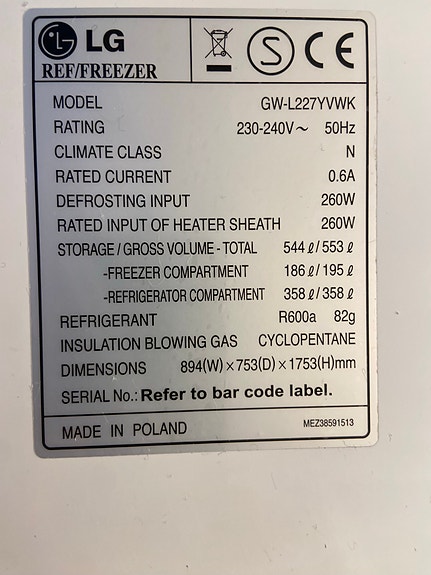 LG
REF/FREEZER
S CE
MODEL GW-L227YVWK
RATING 230-240V~ 50Hz
CLIMATE CLASS N
RATED CURRENT 0.6A
DEFROSTING INPUT 260W
RATED INPUT OF HEATER SHEATH 260W
STORAGE / GROSS VOLUME - TOTAL 544 ℓ / 553 ℓ
-FREEZER COMPARTMENT 186 ℓ / 195 ℓ
-REFRIGERATOR COMPARTMENT 358 ℓ / 358 ℓ
REFRIGERANT R600a 82g
INSULATION BLOWING GAS CYCLOPENTANE
DIMENSIONS 894(W)×753(D)×1753(H)mm
SERIAL No.: Refer to bar code label.
MADE IN POLAND MEZ38591513